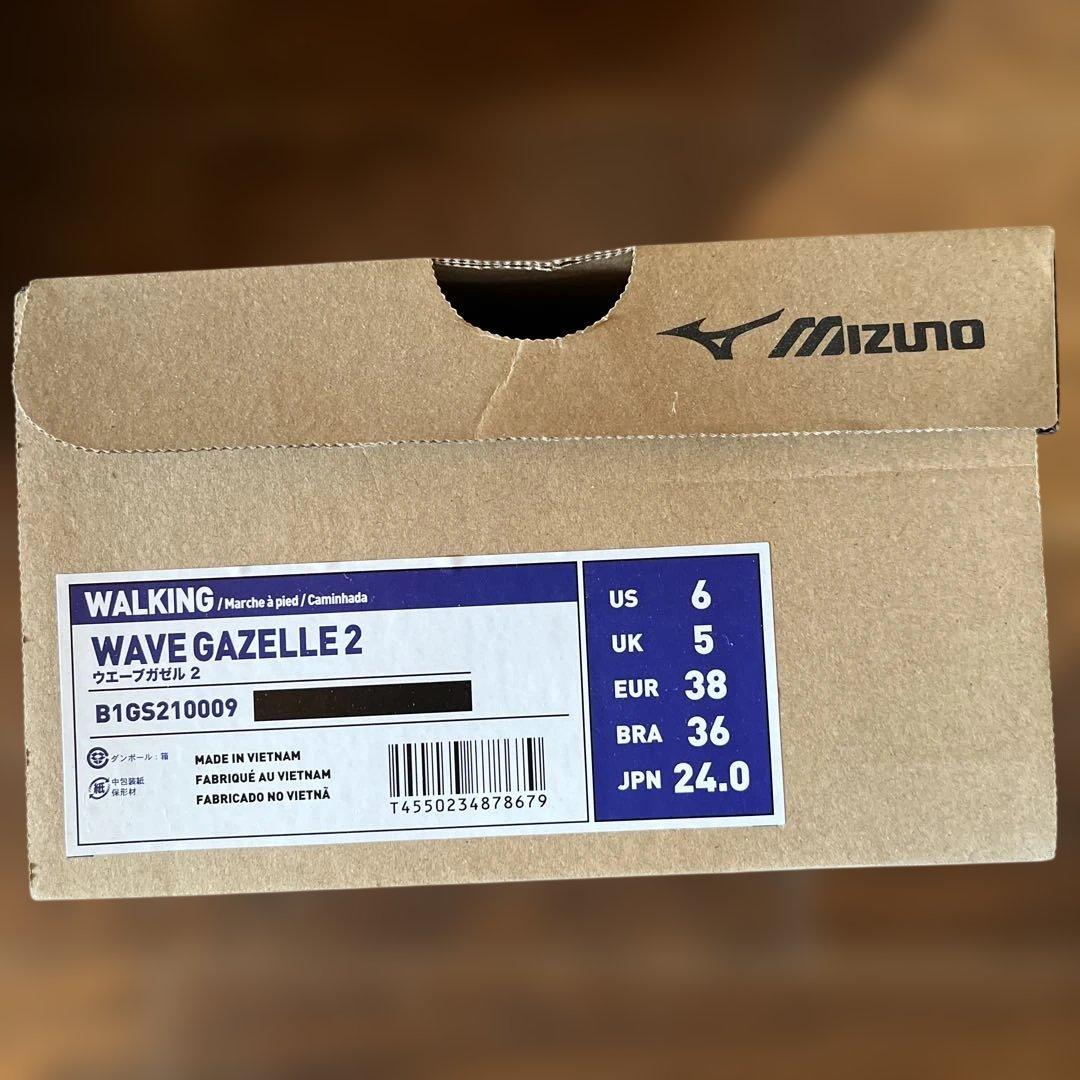 MIZUNO
WALKING / Marche à pied / Caminhada
WAVE GAZELLE 2
ウエーブガゼル 2
B1GS210009
ダンボール：箱
紙 中包装紙
保形材
MADE IN VIETNAM
FABRIQUÉ AU VIETNAM
FABRICADO NO VIETNÃ
T4550234878679
US 6
UK 5
EUR 38
BRA 36
JPN 24.0